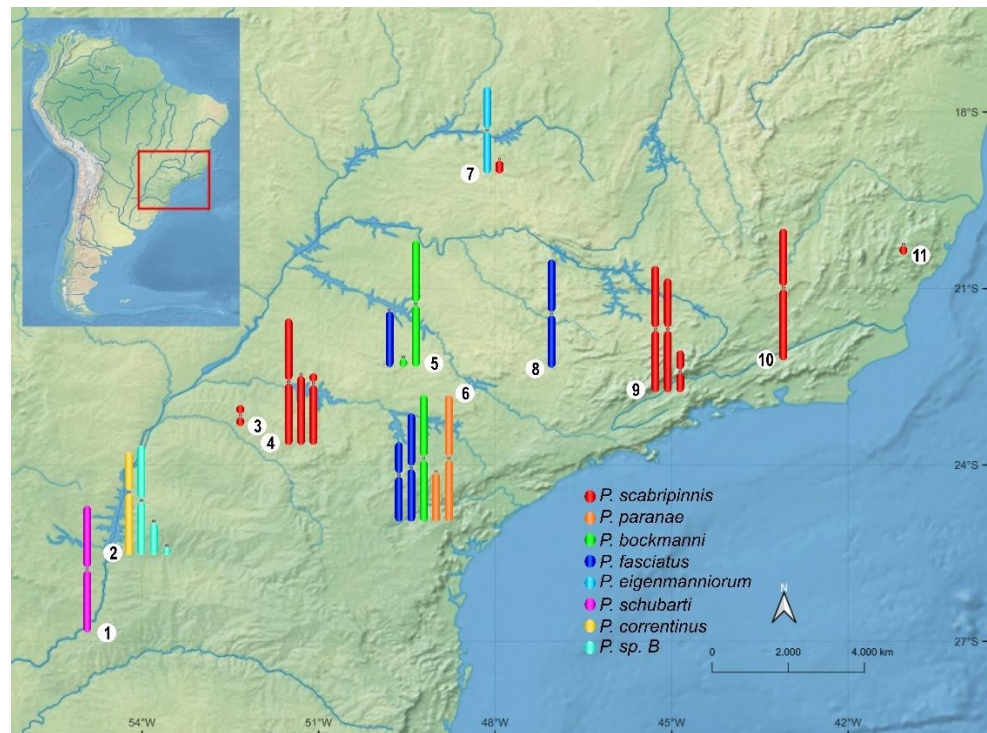 18°S
7
11
21°S
10
5
8
9
6
3
4
24°S
P. scabripinnis
P. paranae
P. bockmanni
P. fasciatus
2
P. eigenmanniorum
N
P. schubarti
1
P. correntinus
27°S
P. sp. B
0 2.000 4.000 km
54°W 51°W 48°W 45°W 42°W